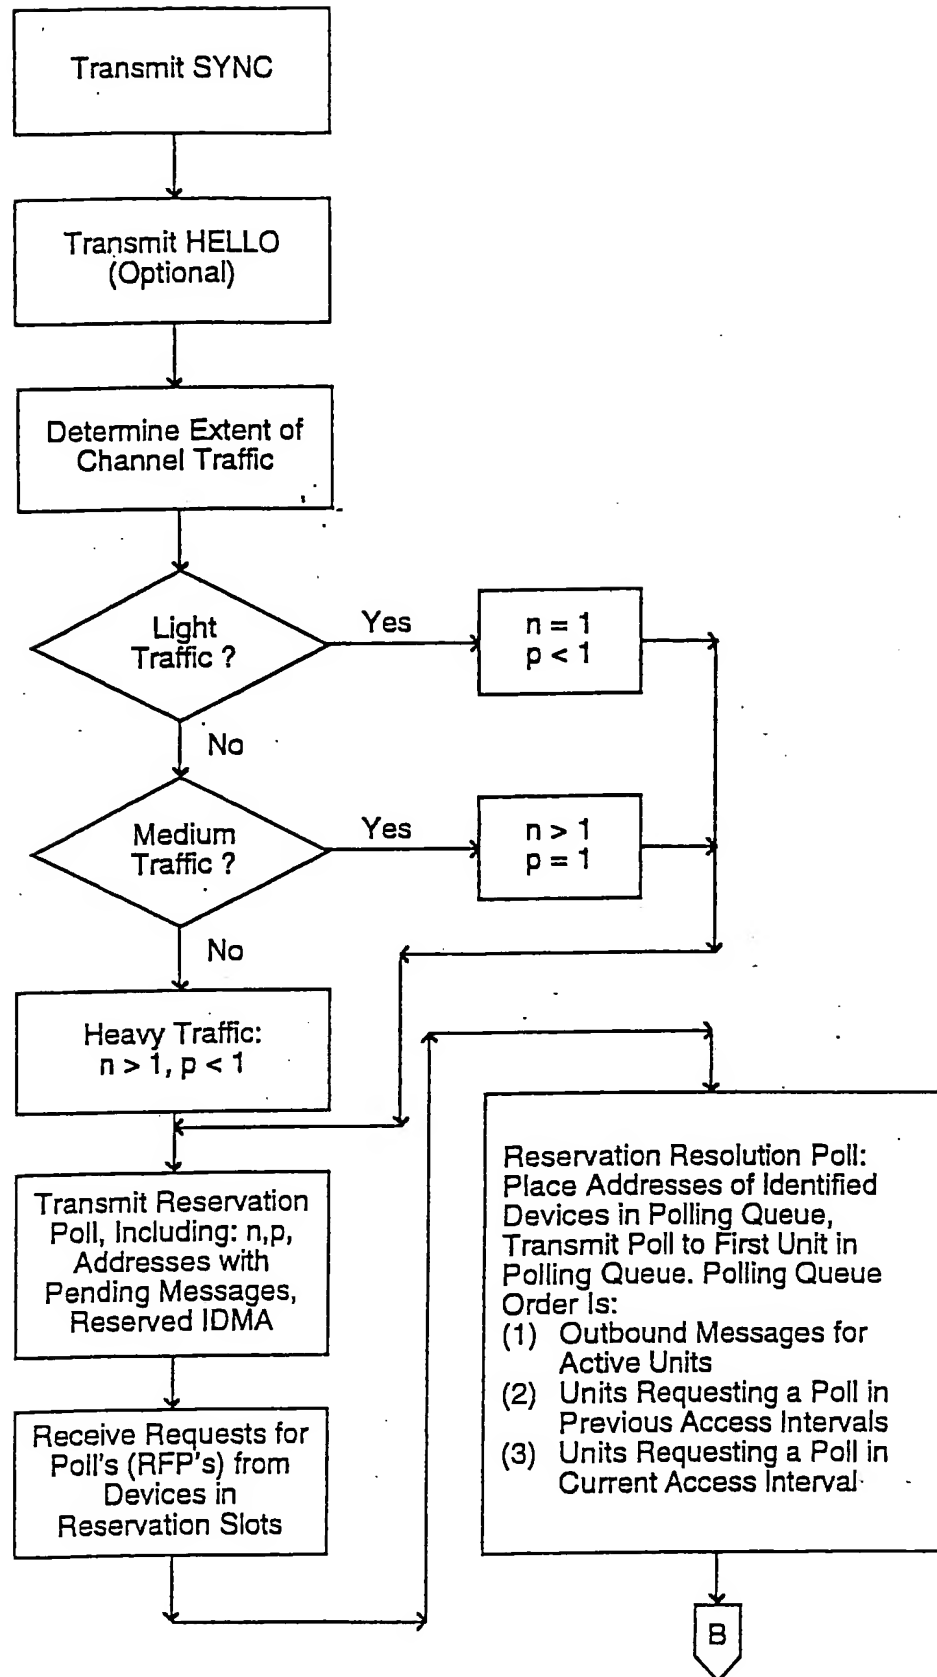 Transmit SYNC
Transmit HELLO
(Optional)
Determine Extent of
Channel Traffic
Light
Traffic ?
Yes
n = 1
p < 1
No
Medium
Traffic ?
Yes
n > 1
p = 1
No
Heavy Traffic:
n > 1, p < 1
Transmit Reservation
Poll, Including: n,p,
Addresses with
Pending Messages,
Reserved IDMA
Receive Requests for
Poll's (RFP's) from
Devices in
Reservation Slots
Reservation Resolution Poll:
Place Addresses of Identified
Devices in Polling Queue,
Transmit Poll to First Unit in
Polling Queue. Polling Queue
Order Is:
(1) Outbound Messages for
Active Units
(2) Units Requesting a Poll in
Previous Access Intervals
(3) Units Requesting a Poll in
Current Access Interval
B